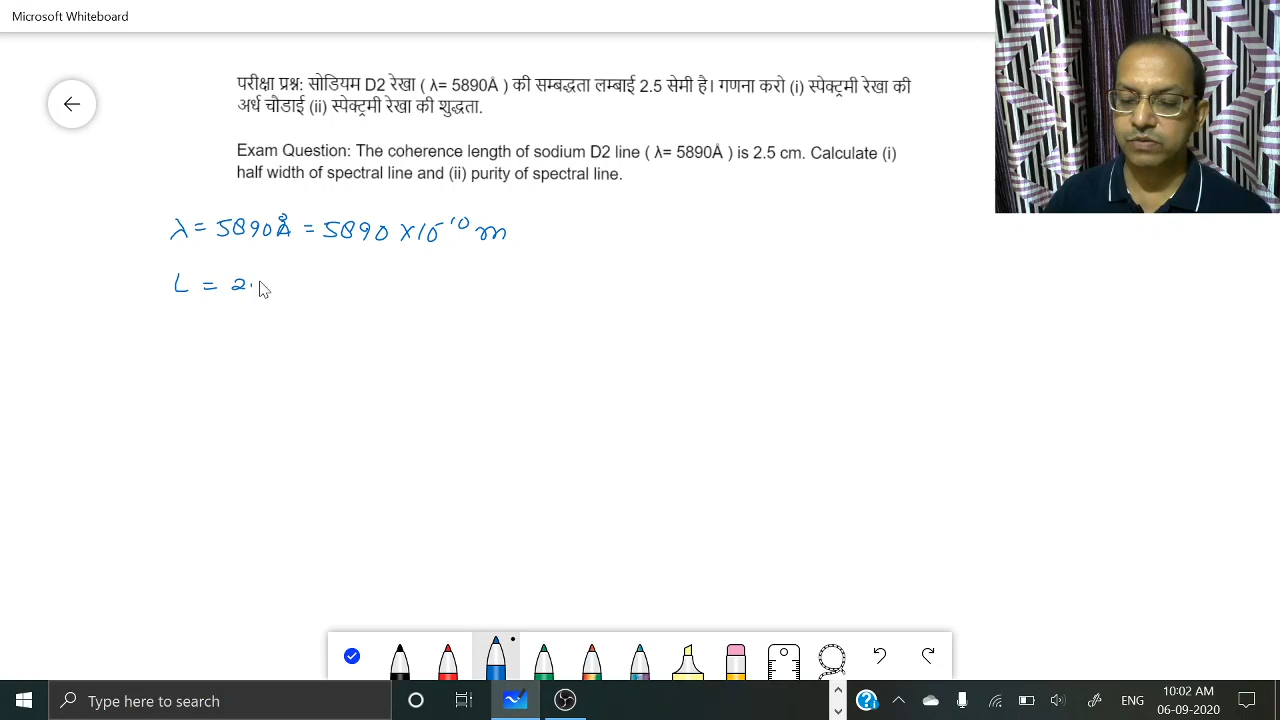 Microsoft Whiteboard
परीक्षा प्रश्न: सोडियम D2 रेखा ( λ= 5890Å ) की सम्बद्धता लम्बाई 2.5 सेमी है। गणना करो (i) स्पेक्ट्रमी रेखा की
अर्ध चौडाई (ii) स्पेक्ट्रमी रेखा की शुद्धता.
Exam Question: The coherence length of sodium D2 line ( λ= 5890Å ) is 2.5 cm. Calculate (i)
half width of spectral line and (ii) purity of spectral line.
λ = 5890Å = 5890 × 10⁻¹⁰ m
L = 2.
Type here to search
ENG
10:02 AM
06-09-2020